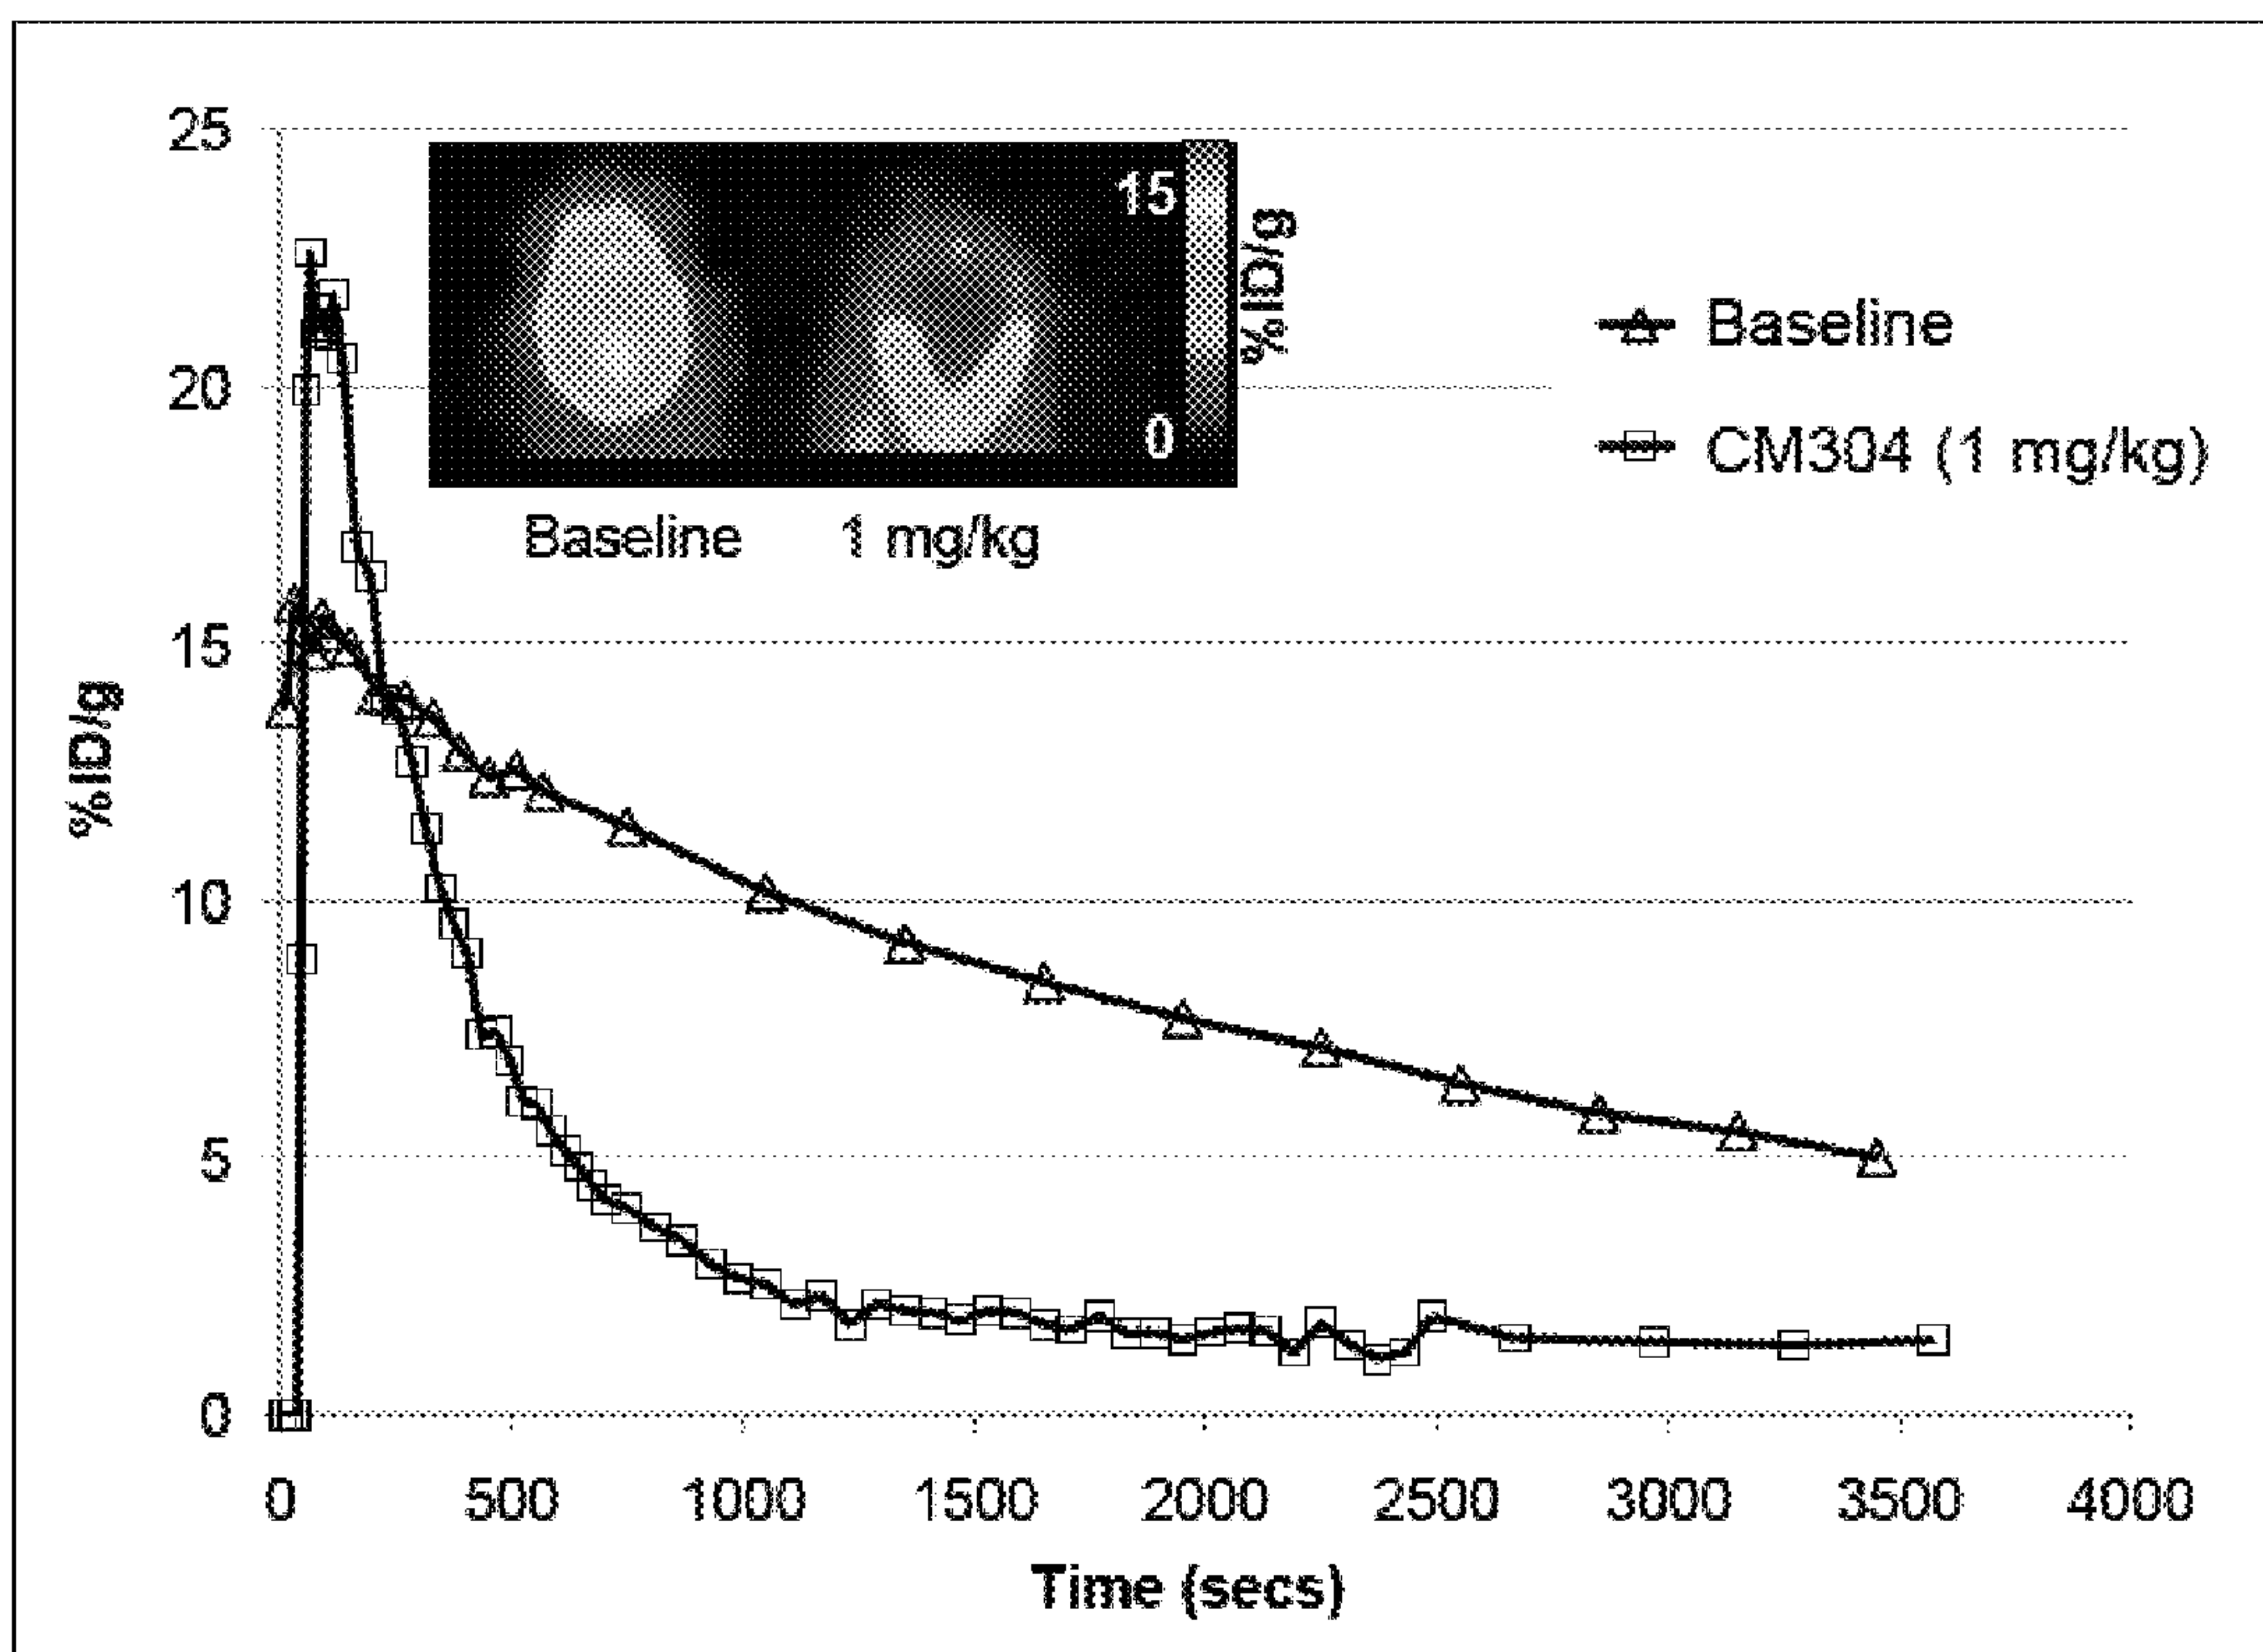 25
20
15
10
5
0
%ID/g
15
0
%ID/g
Baseline 1 mg/kg
Baseline
CM304 (1 mg/kg)
0 500 1000 1500 2000 2500 3000 3500 4000
Time (secs)